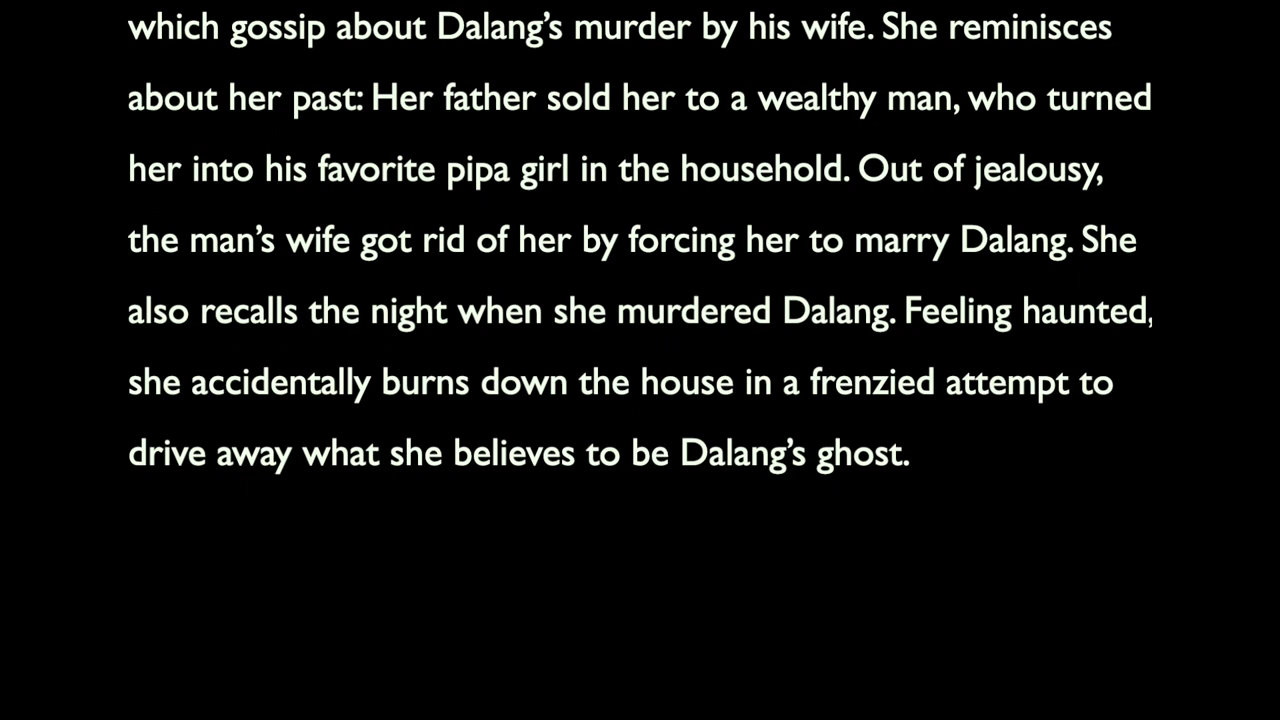 which gossip about Dalang’s murder by his wife. She reminisces
about her past: Her father sold her to a wealthy man, who turned
her into his favorite pipa girl in the household. Out of jealousy,
the man’s wife got rid of her by forcing her to marry Dalang. She
also recalls the night when she murdered Dalang. Feeling haunted,
she accidentally burns down the house in a frenzied attempt to
drive away what she believes to be Dalang’s ghost.